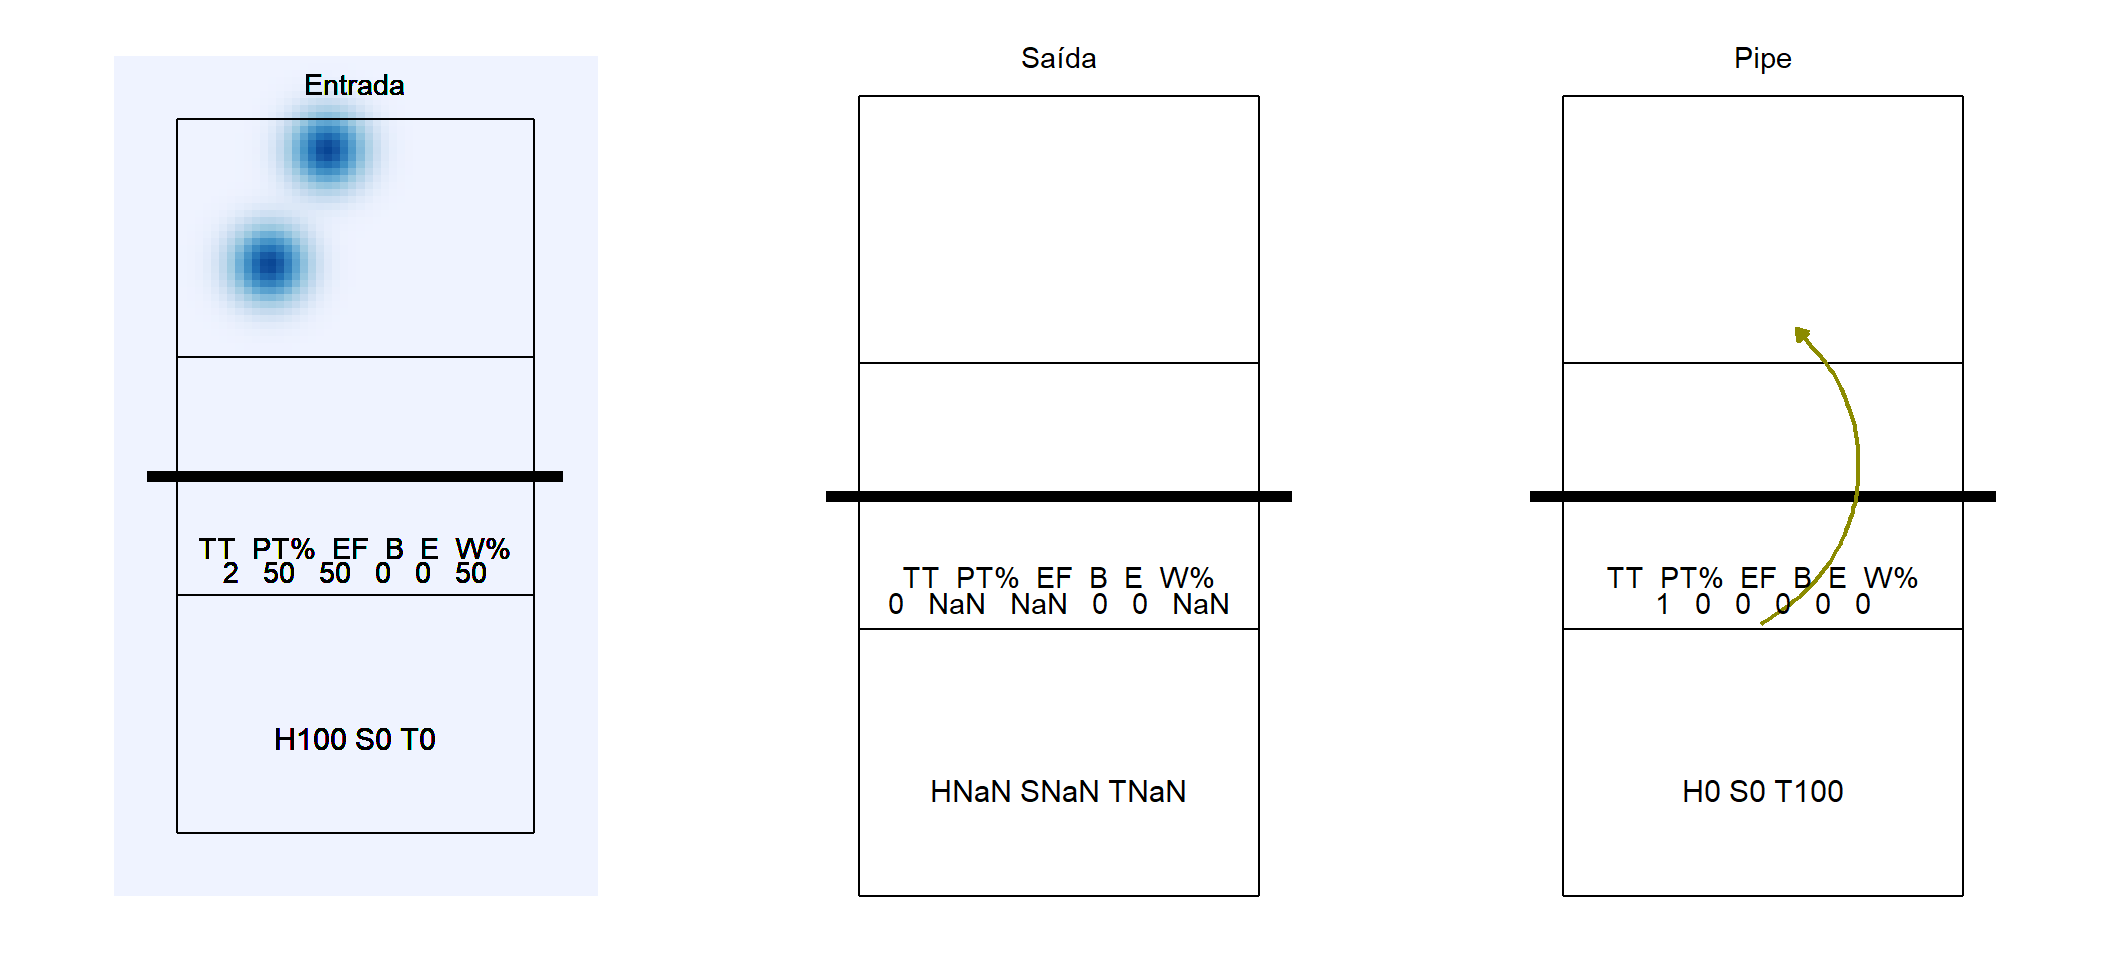 Entrada
TT PT% EF B E W%
2 50 50 0 0 50
H100 S0 T0
Saída
TT PT% EF B E W%
0 NaN NaN 0 0 NaN
HNaN SNaN TNaN
Pipe
TT PT% EF B E W%
1 0 0 0 0 0
H0 S0 T100